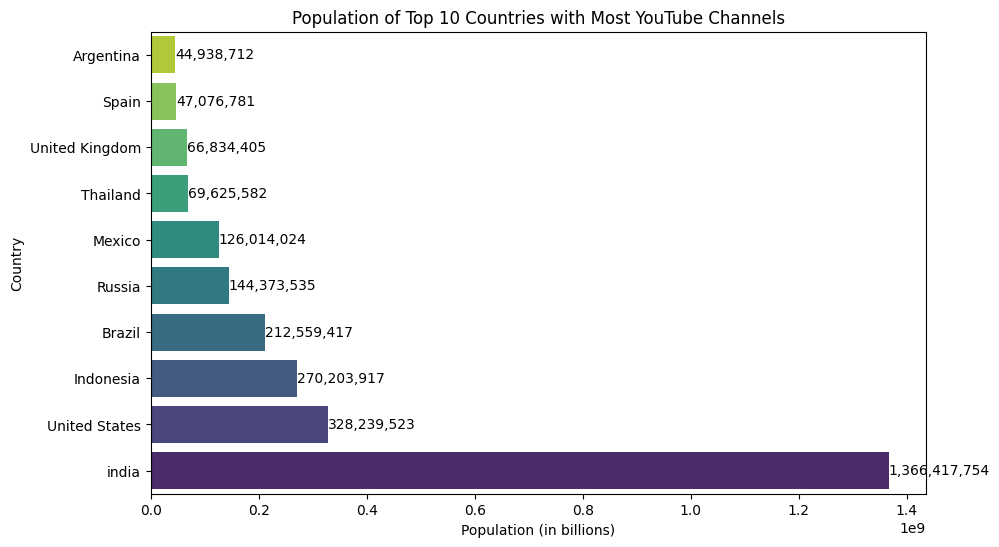 Population of Top 10 Countries with Most YouTube Channels
Argentina 44,938,712
Spain 47,076,781
United Kingdom 66,834,405
Thailand 69,625,582
Mexico 126,014,024
Russia 144,373,535
Brazil 212,559,417
Indonesia 270,203,917
United States 328,239,523
india 1,366,417,754
Country
0.0 0.2 0.4 0.6 0.8 1.0 1.2 1.4
1e9
Population (in billions)